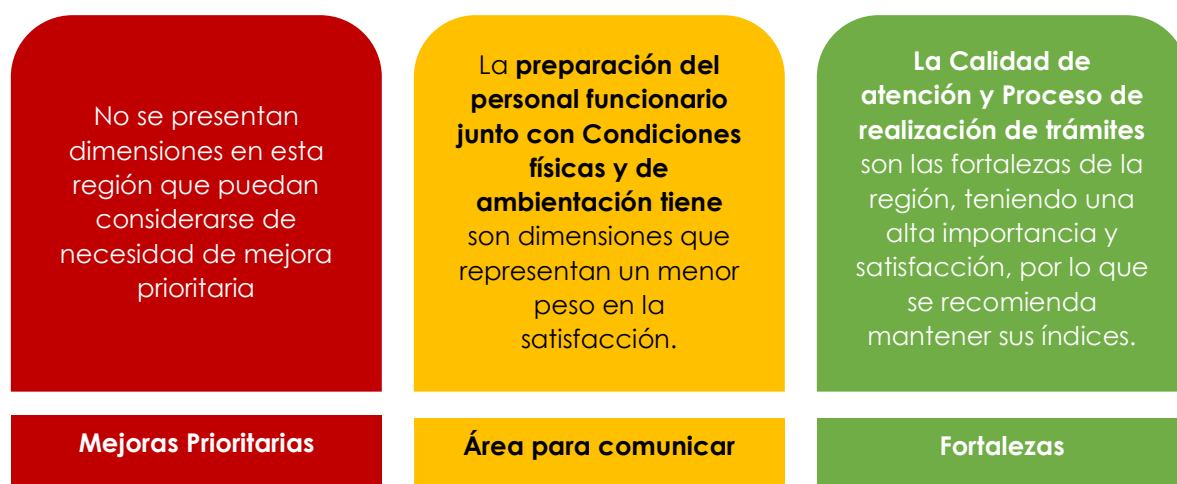 No se presentan
dimensiones en esta
región que puedan
considerarse de
necesidad de mejora
prioritaria
Mejoras Prioritarias
La preparación del
personal funcionario
junto con Condiciones
físicas y de
ambientación tiene
son dimensiones que
representan un menor
peso en la
satisfacción.
Área para comunicar
La Calidad de
atención y Proceso de
realización de trámites
son las fortalezas de la
región, teniendo una
alta importancia y
satisfacción, por lo que
se recomienda
mantener sus índices.
Fortalezas